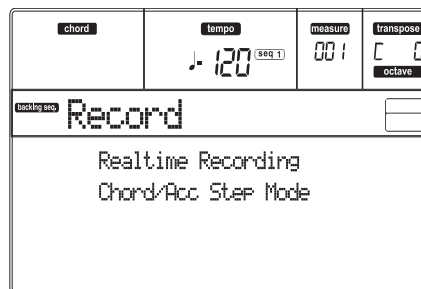 chord tempo measure transpose
♩- 120 seq 1 001 C
octave
backing seq. Record
Realtime Recording
Chord/Acc Step Mode